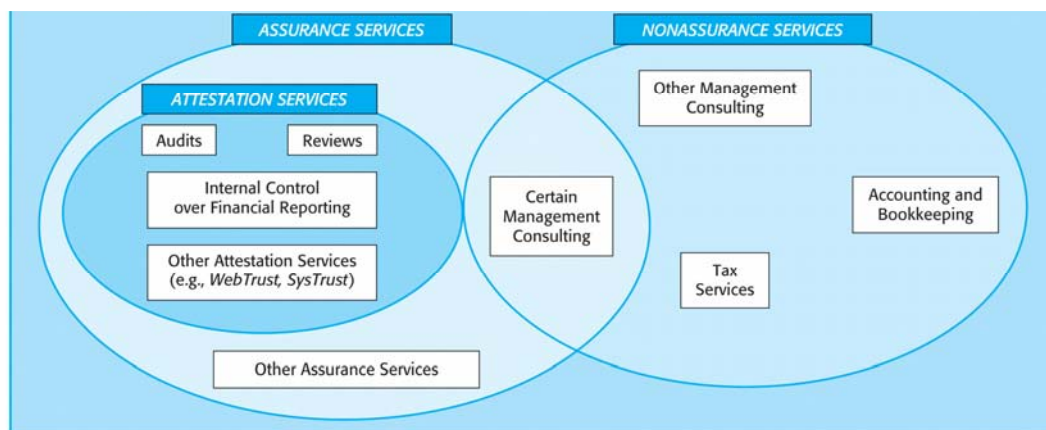 ASSURANCE SERVICES
NONASSURANCE SERVICES
ATTESTATION SERVICES
Audits
Reviews
Internal Control
over Financial Reporting
Other Attestation Services
(e.g., WebTrust, SysTrust)
Other Assurance Services
Certain
Management
Consulting
Other Management
Consulting
Accounting and
Bookkeeping
Tax
Services